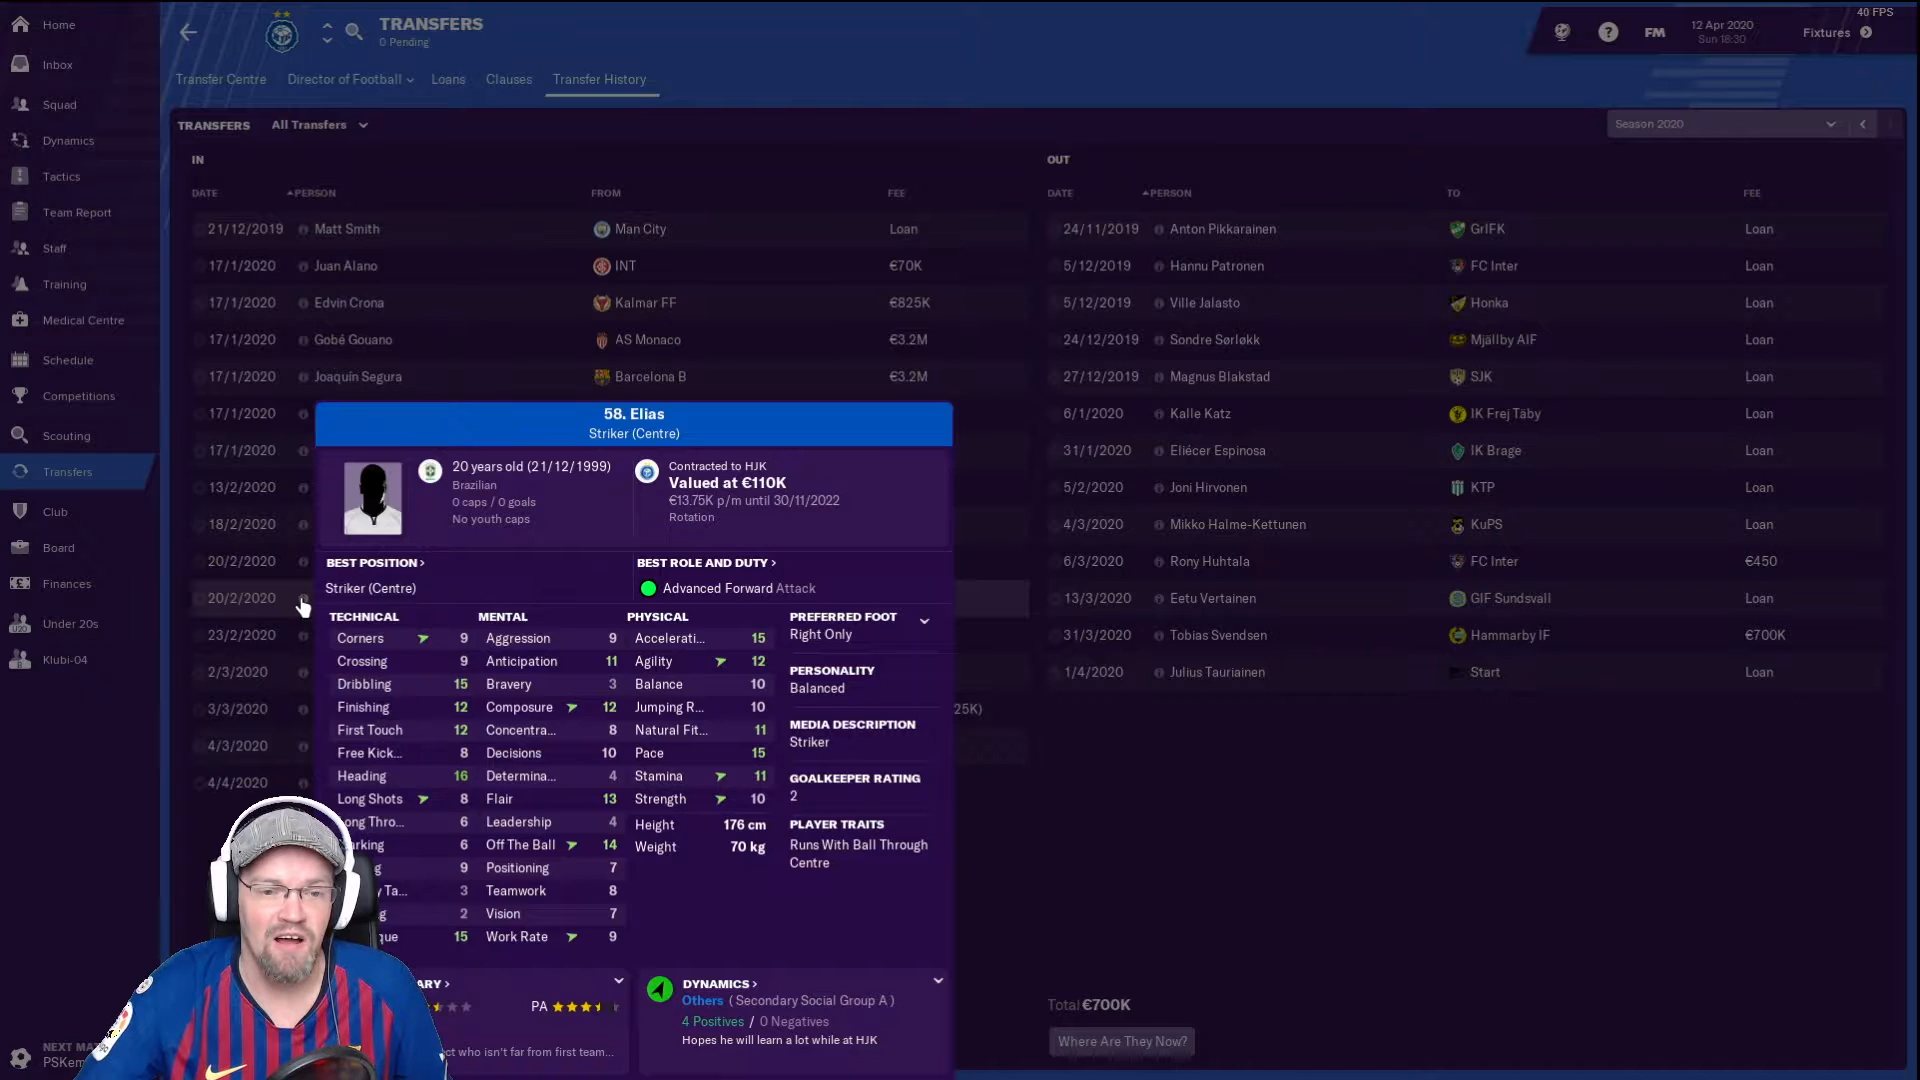 40 FPS
Home
TRANSFERS
0 Pending
FM
12 Apr 2020
Sun 18:30
Fixtures
Inbox
Transfer Centre
Director of Football
Loans
Clauses
Transfer History
Squad
TRANSFERS
All Transfers
Season 2020
Dynamics
IN
OUT
Tactics
DATE
PERSON
FROM
FEE
DATE
PERSON
TO
FEE
Team Report
21/12/2019 Matt Smith Man City Loan
24/11/2019 Anton Pikkarainen GrIFK Loan
Staff
17/1/2020 Juan Alano INT €70K
5/12/2019 Hannu Patronen FC Inter Loan
Training
17/1/2020 Edvin Crona Kalmar FF €825K
5/12/2019 Ville Jalasto Honka Loan
Medical Centre
17/1/2020 Gobé Gouano AS Monaco €3.2M
24/12/2019 Sondre Sørløkk Mjällby AIF Loan
Schedule
17/1/2020 Joaquín Segura Barcelona B €3.2M
27/12/2019 Magnus Blakstad SJK Loan
Competitions
17/1/2020
6/1/2020 Kalle Katz IK Frej Täby Loan
Scouting
17/1/2020
31/1/2020 Eliécer Espinosa IK Brage Loan
Transfers
13/2/2020
5/2/2020 Joni Hirvonen KTP Loan
Club
18/2/2020
4/3/2020 Mikko Halme-Kettunen KuPS Loan
Board
20/2/2020
6/3/2020 Rony Huhtala FC Inter €450
Finances
20/2/2020
13/3/2020 Eetu Vertainen GIF Sundsvall Loan
Under 20s
23/2/2020
31/3/2020 Tobias Svendsen Hammarby IF €700K
Klubi-04
2/3/2020
1/4/2020 Julius Tauriainen Start Loan
3/3/2020
25K)
4/3/2020
4/4/2020
58. Elias
Striker (Centre)
20 years old (21/12/1999)
Brazilian
0 caps / 0 goals
No youth caps
Contracted to HJK
Valued at €110K
€13.75K p/m until 30/11/2022
Rotation
BEST POSITION >
Striker (Centre)
BEST ROLE AND DUTY >
Advanced Forward Attack
TECHNICAL
Corners 9
Crossing 9
Dribbling 15
Finishing 12
First Touch 12
Free Kick... 8
Heading 16
Long Shots 8
ong Thro... 6
arking 6
g 9
y Ta... 3
g 2
que 15
MENTAL
Aggression 9
Anticipation 11
Bravery 3
Composure 12
Concentra... 8
Decisions 10
Determina... 4
Flair 13
Leadership 4
Off The Ball 14
Positioning 7
Teamwork 8
Vision 7
Work Rate 9
PHYSICAL
Accelerati... 15
Agility 12
Balance 10
Jumping R... 10
Natural Fit... 11
Pace 15
Stamina 11
Strength 10
Height 176 cm
Weight 70 kg
PREFERRED FOOT
Right Only
PERSONALITY
Balanced
MEDIA DESCRIPTION
Striker
GOALKEEPER RATING
2
PLAYER TRAITS
Runs With Ball Through
Centre
ARY >
PA
ct who isn't far from first team...
DYNAMICS >
Others ( Secondary Social Group A )
4 Positives / 0 Negatives
Hopes he will learn a lot while at HJK
Total €700K
Where Are They Now?
NEXT MAT
PSKem